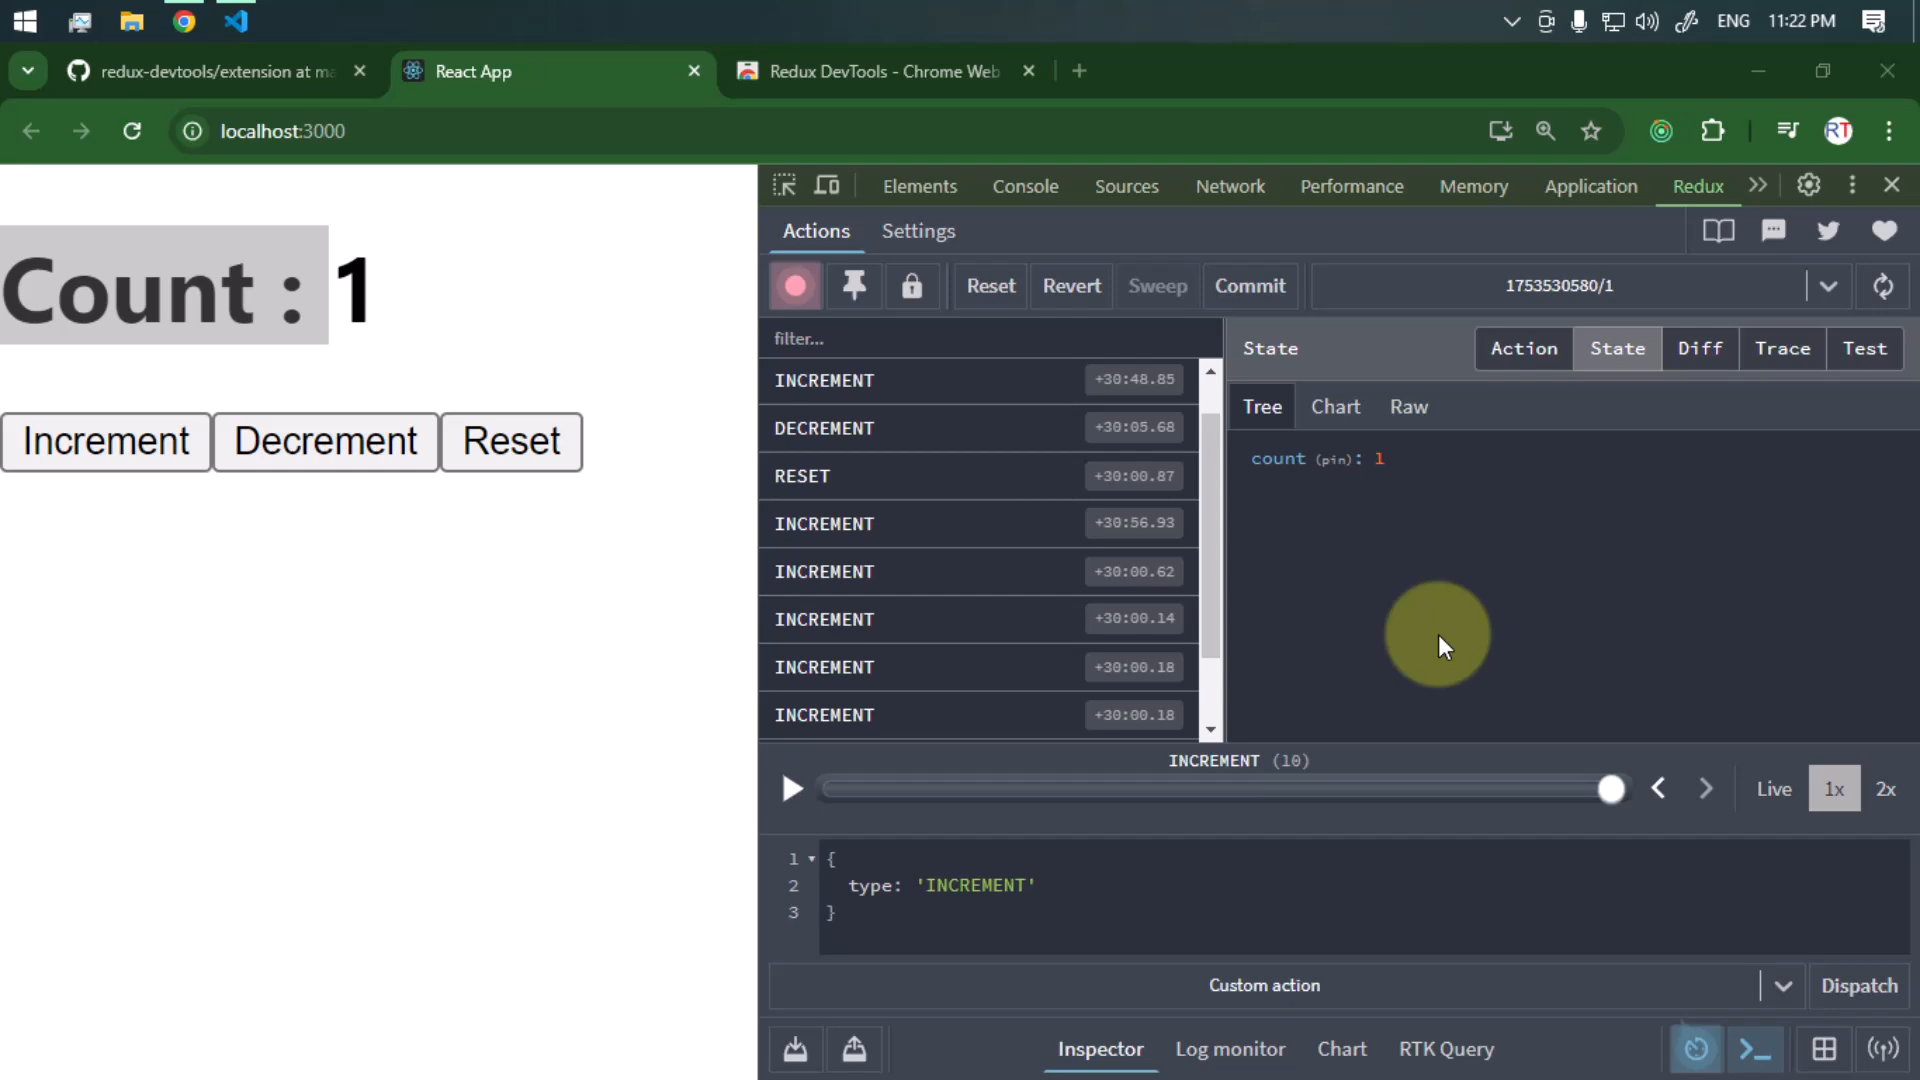 ENG 11:22 PM
redux-devtools/extension at ma
React App
Redux DevTools - Chrome Web
localhost:3000
RT
Elements Console Sources Network Performance Memory Application Redux
Actions Settings
Reset Revert Sweep Commit 1753530580/1
filter...
State Action State Diff Trace Test
Tree Chart Raw
count (pin): 1
Count : 1
Increment Decrement Reset
INCREMENT +30:48.85
DECREMENT +30:05.68
RESET +30:00.87
INCREMENT +30:56.93
INCREMENT +30:00.62
INCREMENT +30:00.14
INCREMENT +30:00.18
INCREMENT +30:00.18
INCREMENT (10)
Live 1x 2x
1 {
2 type: 'INCREMENT'
3 }
Custom action Dispatch
Inspector Log monitor Chart RTK Query